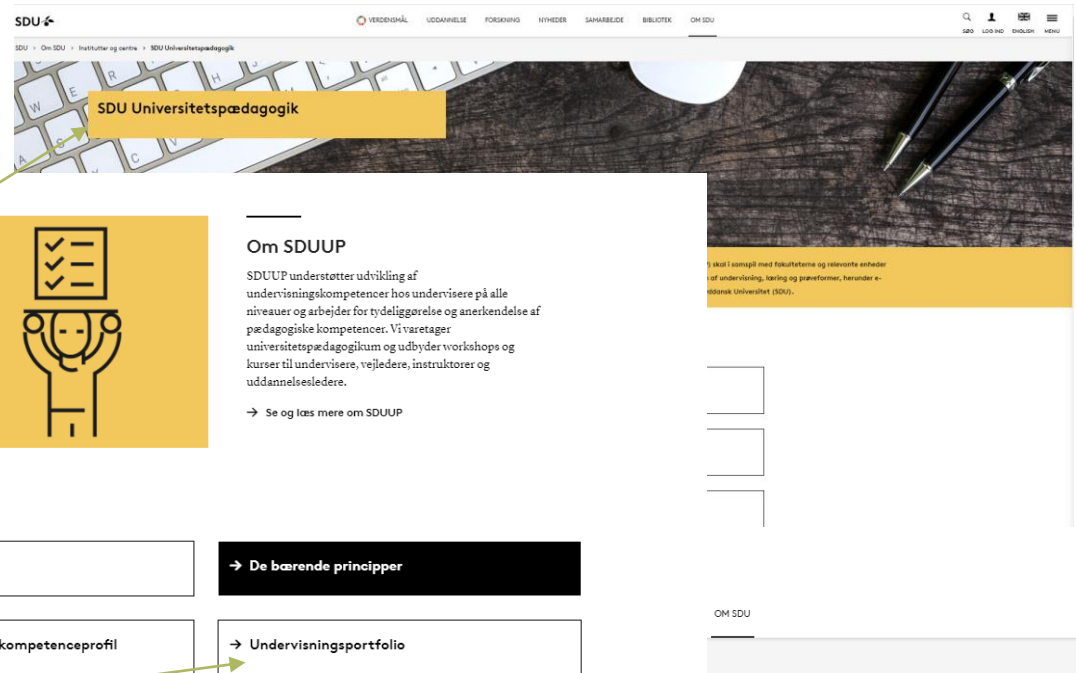 SDU
VERDENSMÅL UDDANNELSE FORSKNING NYHEDER SAMARBEJDE BIBLIOTEK OM SDU
SØG LOG IND ENGLISH MENU
SDU > Om SDU > Institutter og centre > SDU Universitetspædagogik
SDU Universitetspædagogik
W E R H A S C V
Om SDUUP
SDUUP understøtter udvikling af
undervisningskompetencer hos undervisere på alle
niveauer og arbejder for tydeliggørelse og anerkendelse af
pædagogiske kompetencer. Vi varetager
universitetspædagogikum og udbyder workshops og
kurser til undervisere, vejledere, instruktorer og
uddannelsesledere.
→ Se og læs mere om SDUUP
) skal i samspil med fakulteterne og relevante enheder
af undervisning, læring og prøveformer, herunder e-
ddansk Universitet (SDU).
→ De bærende principper
kompetenceprofil
→ Undervisningsportfolio
OM SDU